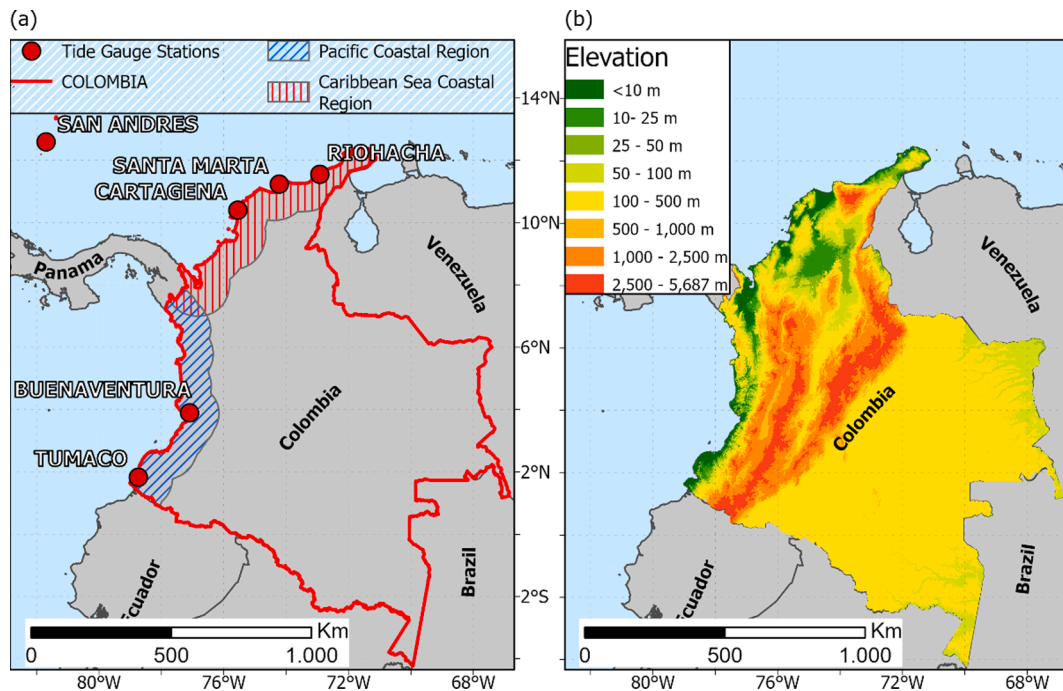 (a)
Tide Gauge Stations
COLOMBIA
Pacific Coastal Region
Caribbean Sea Coastal
Region
SAN ANDRES
SANTA MARTA
RIOHACHA
CARTAGENA
Panama
Venezuela
BUENAVENTURA
Colombia
TUMACO
Ecuador
Brazil
Km
0
500
1.000
80°W
76°W
72°W
68°W
14°N
10°N
6°N
2°N
2°S
(b)
Elevation
<10 m
10- 25 m
25 - 50 m
50 - 100 m
100 - 500 m
500 - 1,000 m
1,000 - 2,500 m
2,500 - 5,687 m
Venezuela
Colombia
Ecuador
Brazil
Km
0
500
1.000
80°W
76°W
72°W
68°W